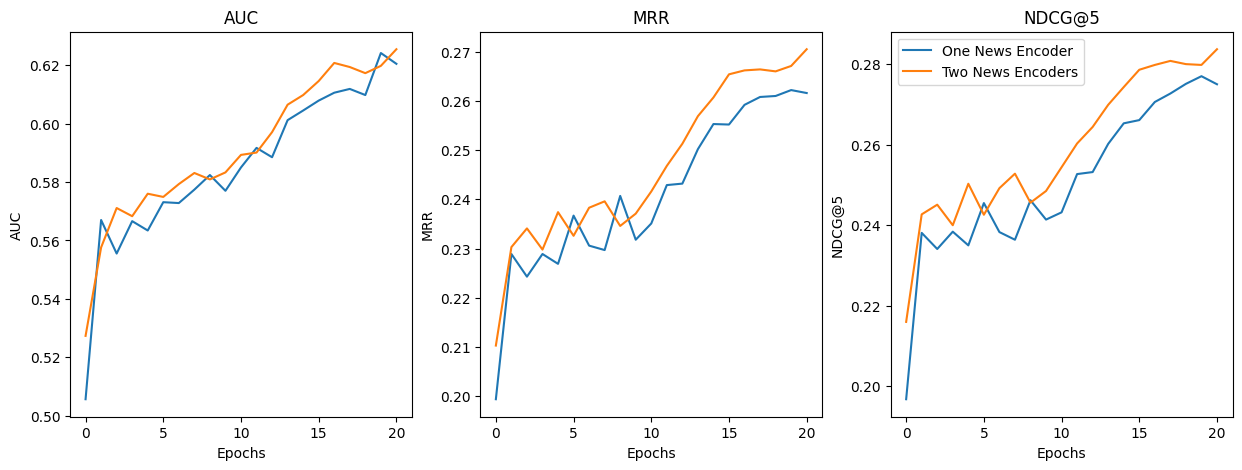 AUC
AUC
0.62
0.60
0.58
0.56
0.54
0.52
0.50
0 5 10 15 20
Epochs
MRR
MRR
0.27
0.26
0.25
0.24
0.23
0.22
0.21
0.20
0 5 10 15 20
Epochs
NDCG@5
One News Encoder
Two News Encoders
NDCG@5
0.28
0.26
0.24
0.22
0.20
0 5 10 15 20
Epochs